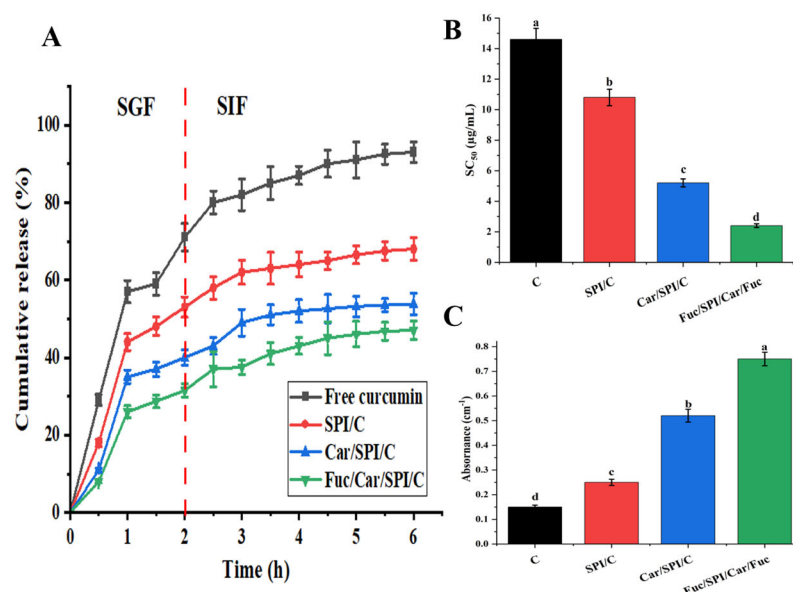 A
SGF
SIF
Cumulative release (%)
100
80
60
40
20
0
0
1
2
3
4
5
6
Time (h)
Free curcumin
SPI/C
Car/SPI/C
Fuc/Car/SPI/C
B
SC50 (μg/mL)
16
14
12
10
8
6
4
2
0
a
b
c
d
C
SPI/C
Car/SPI/C
Fuc/SPI/Car/Fuc
C
Absornance (cm-1)
0.8
0.7
0.6
0.5
0.4
0.3
0.2
0.1
0.0
d
c
b
a
C
SPI/C
Car/SPI/C
Fuc/SPI/Car/Fuc